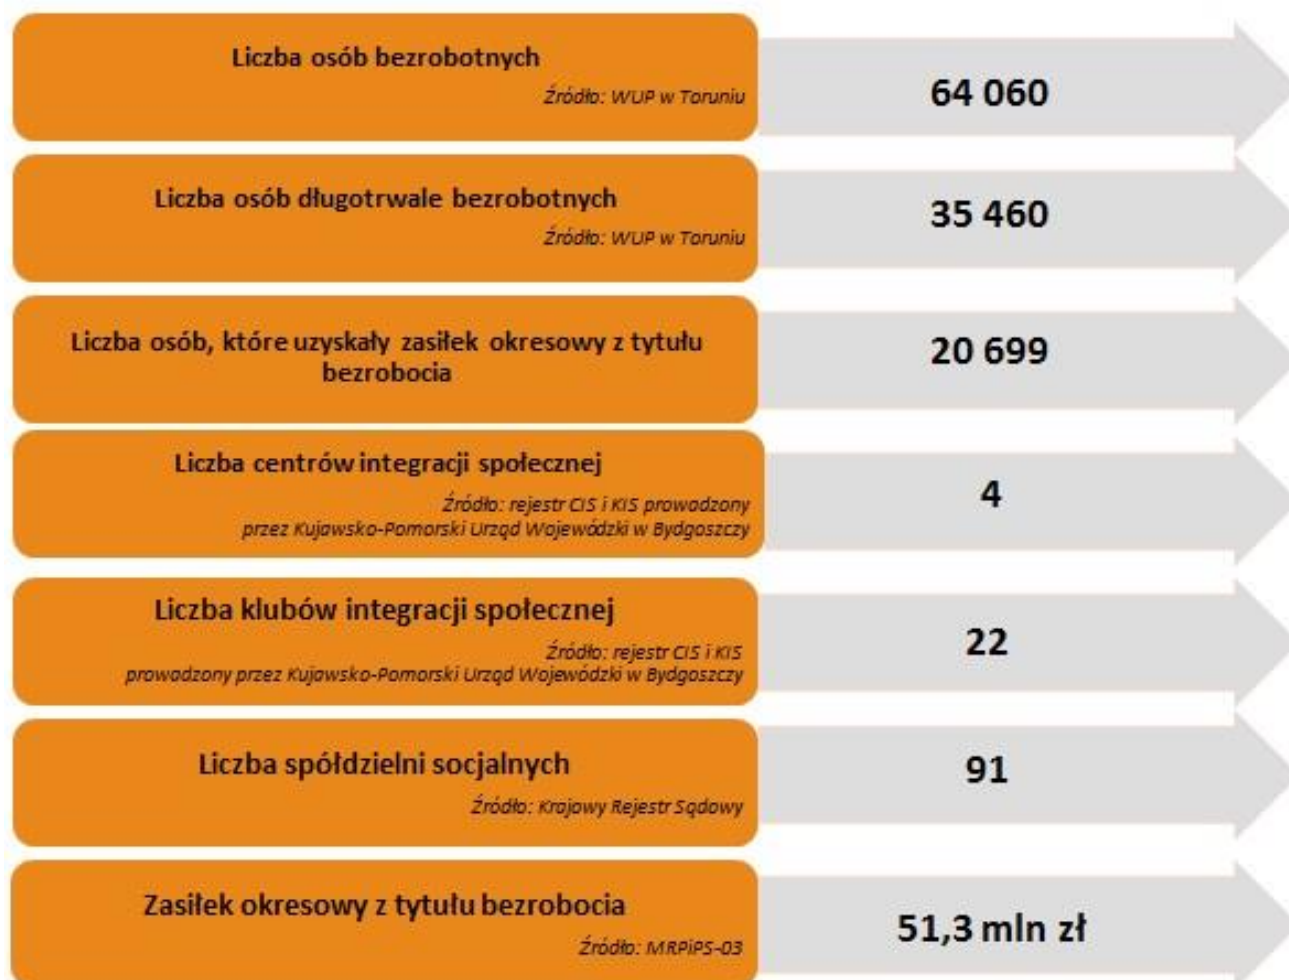 Liczba osób bezrobotnych
Źródło: WUP w Toruniu
64 060
Liczba osób długotrwale bezrobotnych
Źródło: WUP w Toruniu
35 460
Liczba osób, które uzyskały zasiłek okresowy z tytułu
bezrobocia
20 699
Liczba centrów integracji społecznej
Źródło: rejestr CIS i KIS prowadzony
przez Kujawsko-Pomorski Urząd Wojewódzki w Bydgoszczy
4
Liczba klubów integracji społecznej
Źródło: rejestr CIS i KIS
prowadzony przez Kujawsko-Pomorski Urząd Wojewódzki w Bydgoszczy
22
Liczba spółdzielni socjalnych
Źródło: Krajowy Rejestr Sądowy
91
Zasiłek okresowy z tytułu bezrobocia
Źródło: MRPiPS-03
51,3 mln zł